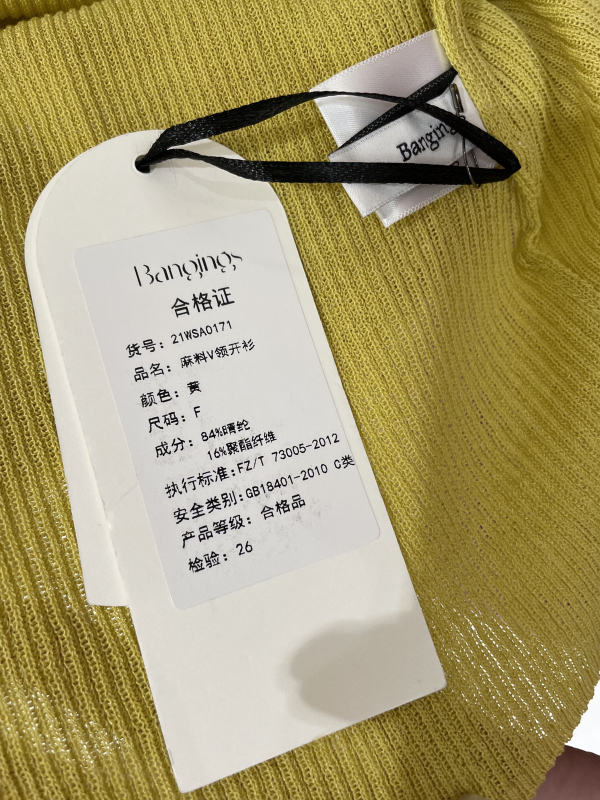 Banging
Bangings
合格证
货号: 21WSA0171
品名: 麻料V领开衫
颜色: 黄
尺码: F
成分: 84%晴纶
16%聚酯纤维
执行标准:FZ/T 73005-2012
安全类别:GB18401-2010 C类
产品等级: 合格品
检验: 26